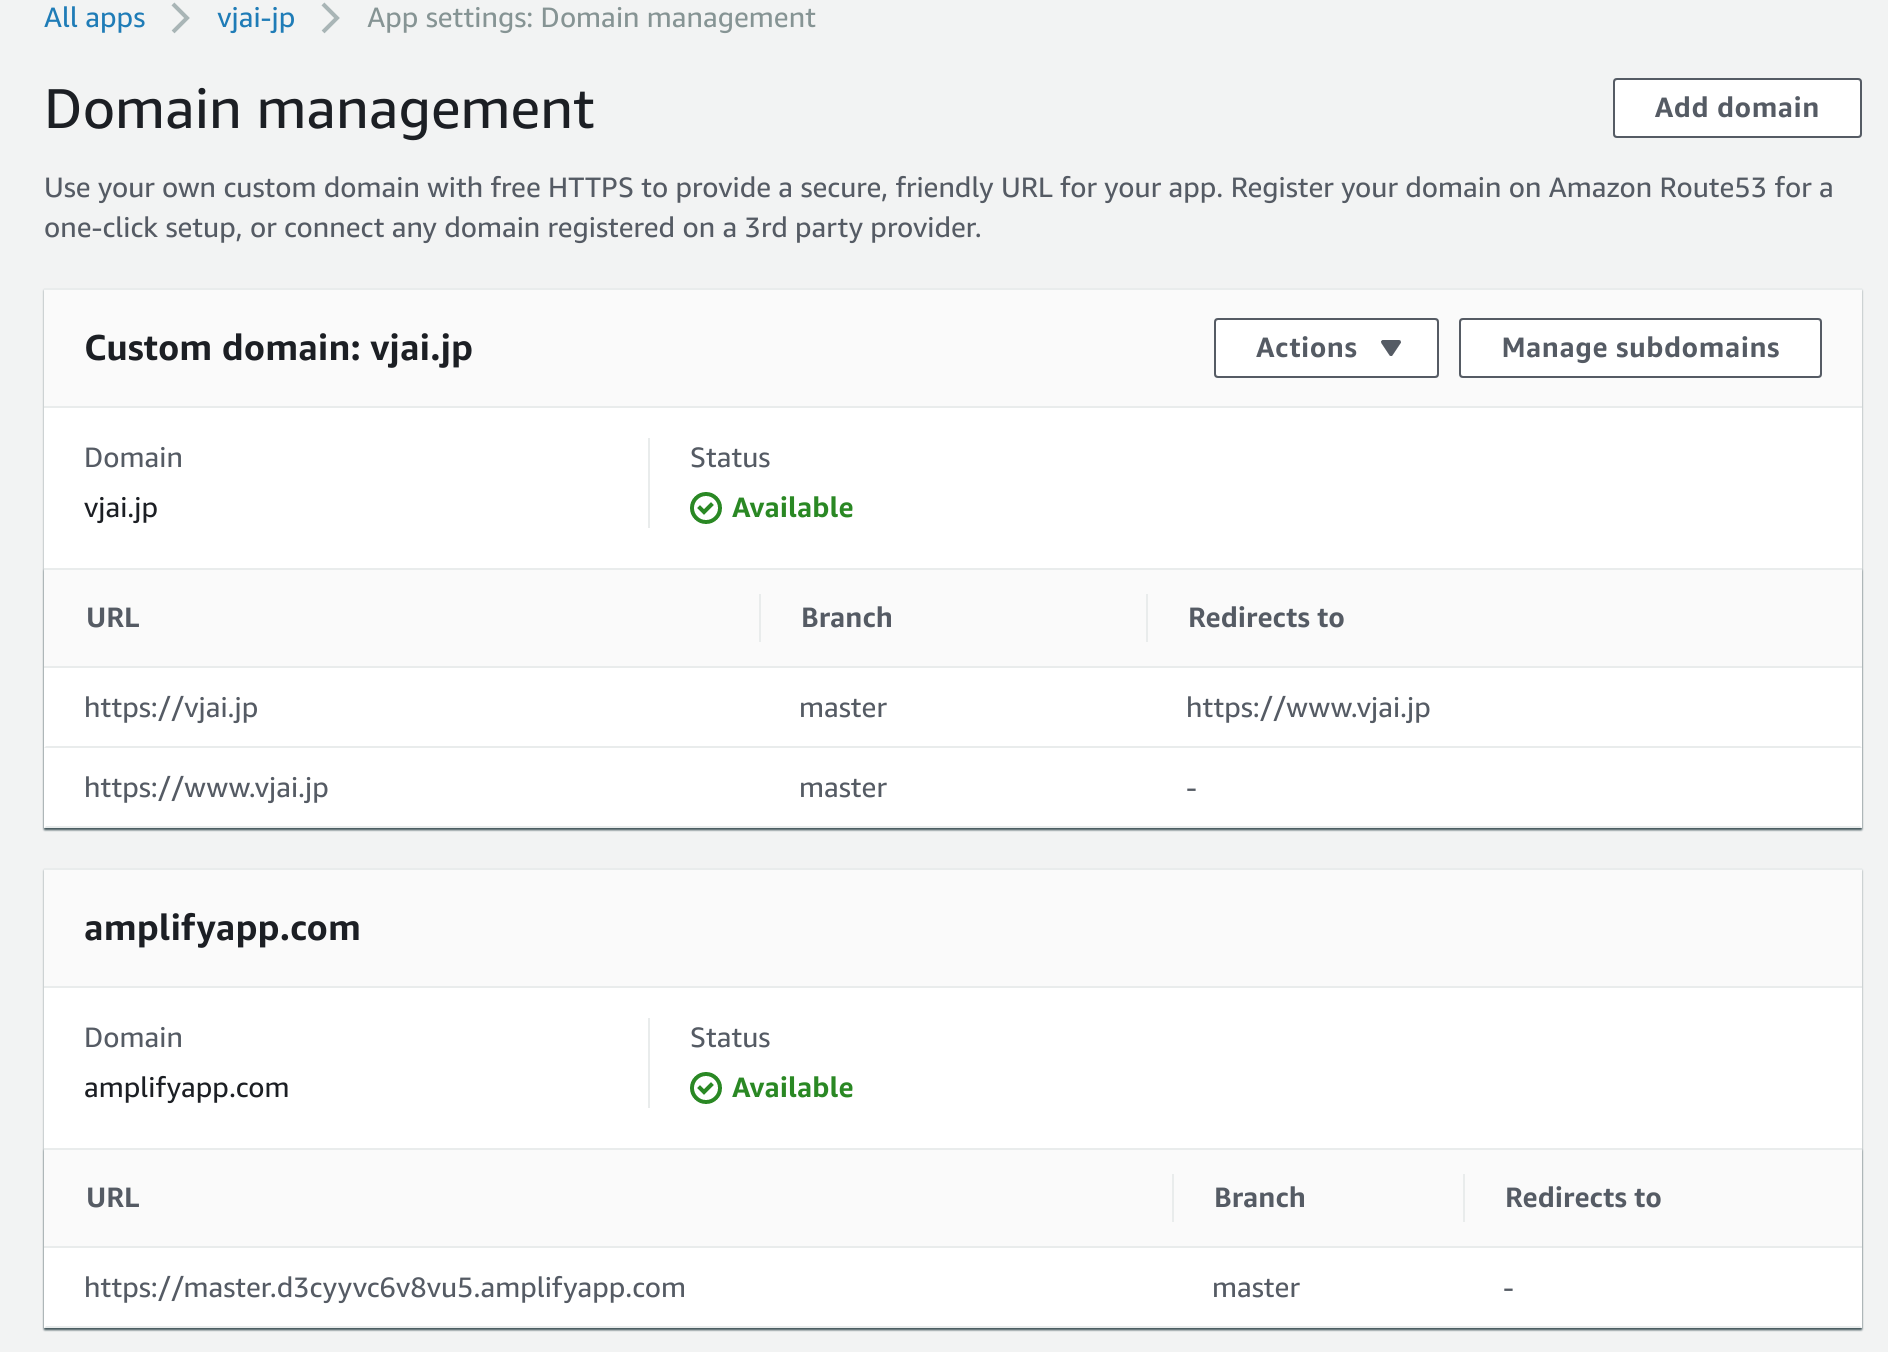 All apps > vjai-jp > App settings: Domain management
Domain management
Add domain
Use your own custom domain with free HTTPS to provide a secure, friendly URL for your app. Register your domain on Amazon Route53 for a
one-click setup, or connect any domain registered on a 3rd party provider.
Custom domain: vjai.jp
Actions ▼
Manage subdomains
Domain
vjai.jp
Status
Available
URL Branch Redirects to
https://vjai.jp master https://www.vjai.jp
https://www.vjai.jp master -
amplifyapp.com
Domain
amplifyapp.com
Status
Available
URL Branch Redirects to
https://master.d3cyyvc6v8vu5.amplifyapp.com master -